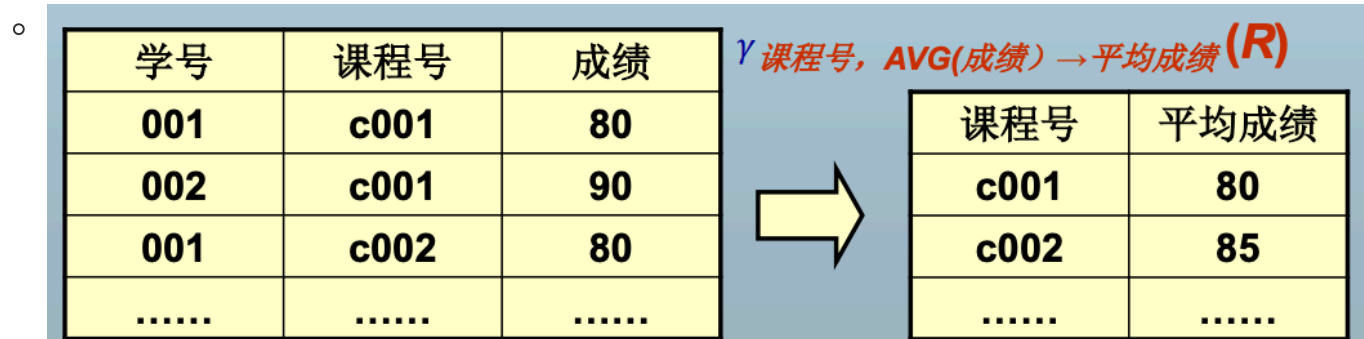 学号 课程号 成绩
001 c001 80
002 c001 90
001 c002 80
…… …… ……
γ 课程号，AVG(成绩）→平均成绩 (R)
课程号 平均成绩
c001 80
c002 85
…… ……